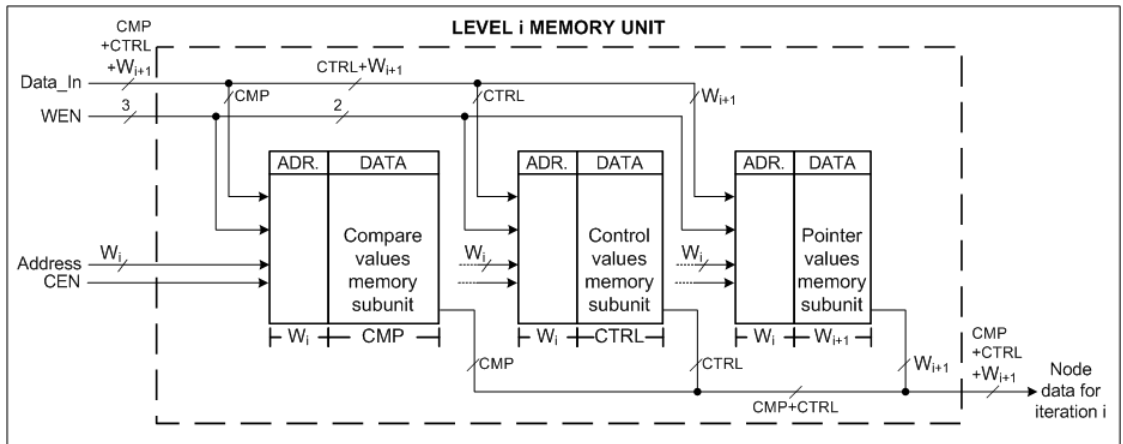 LEVEL i MEMORY UNIT
CMP
+CTRL
+Wi+1
Data_In
CTRL+Wi+1
CMP
CTRL
Wi+1
WEN
3
2
ADR.
DATA
ADR.
DATA
ADR.
DATA
Compare
values
memory
subunit
Control
values
memory
subunit
Pointer
values
memory
subunit
Address
Wi
Wi
Wi
CEN
Wi
CMP
Wi
CTRL
Wi
Wi+1
CMP
CTRL
Wi+1
CMP+CTRL
CMP
+CTRL
+Wi+1
Node
data for
iteration i